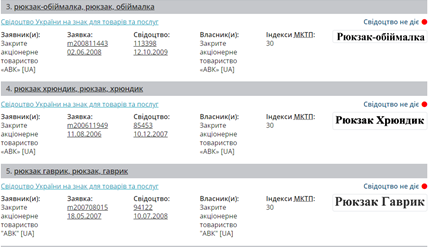 3. рюкзак-обіймалка, рюкзак, обіймалка
Свідоцтво України на знак для товарів та послуг
Свідоцтво не діє
Заявник(и): Заявка: Свідоцтво: Власник(и): Індекси МКТП:
Закрите m200811443 113398 Закрите 30
акціонерне 02.06.2008 12.10.2009 акціонерне
товариство товариство
«АВК» [UA] «АВК» [UA]
Рюкзак-обіймалка
4. рюкзак хрюндик, рюкзак, хрюндик
Свідоцтво України на знак для товарів та послуг
Свідоцтво не діє
Заявник(и): Заявка: Свідоцтво: Власник(и): Індекси МКТП:
Закрите m200611949 85453 Закрите 30
акціонерне 11.08.2006 10.12.2007 акціонерне
товариство товариство
«АВК» [UA] «АВК» [UA]
Рюкзак Хрюндик
5. рюкзак гаврик, рюкзак, гаврик
Свідоцтво України на знак для товарів та послуг
Свідоцтво не діє
Заявник(и): Заявка: Свідоцтво: Власник(и): Індекси МКТП:
Закрите m200708015 94122 Закрите 30
акціонерне 18.05.2007 10.07.2008 акціонерне
товариство товариство
"АВК" [UA] «АВК» [UA]
Рюкзак Гаврик